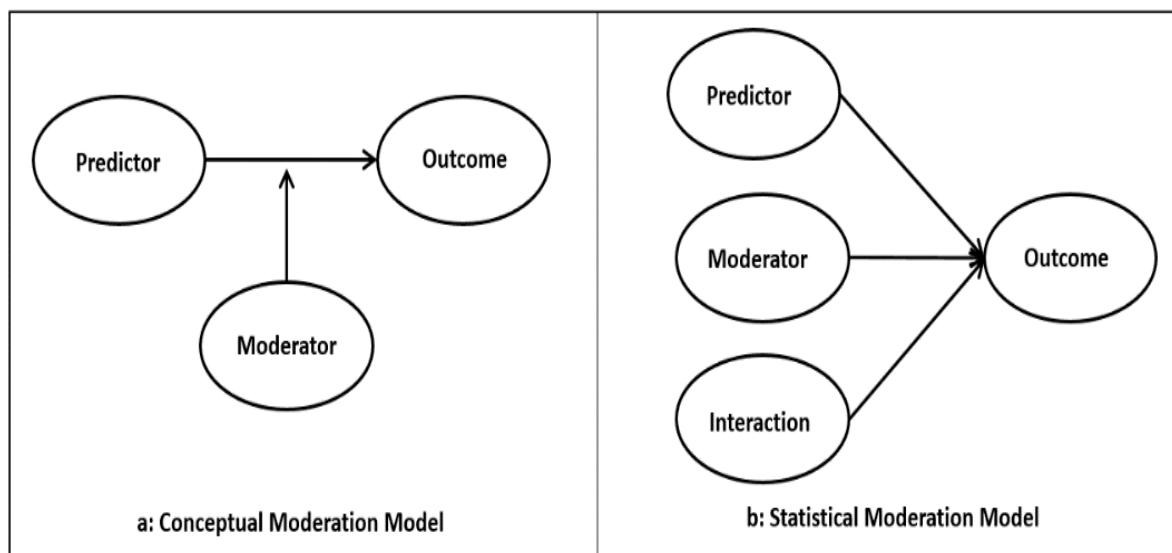 Predictor
Outcome
Moderator
a: Conceptual Moderation Model
Predictor
Moderator
Outcome
Interaction
b: Statistical Moderation Model